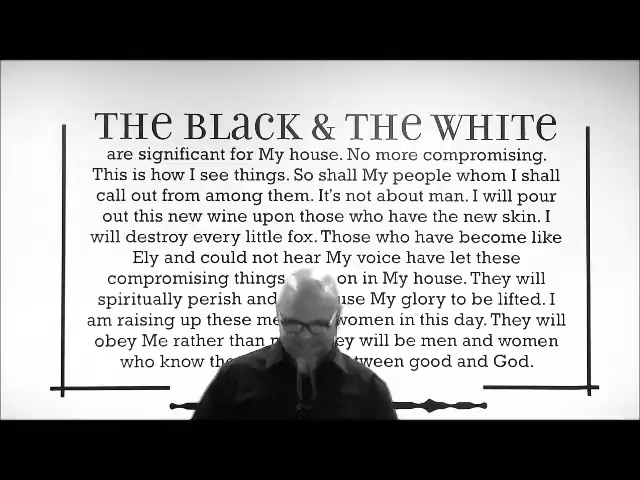 THE BLACK & THE WHITE
are significant for My house. No more compromising.
This is how I see things. So shall My people whom I shall
call out from among them. It's not about man. I will pour
out this new wine upon those who have the new skin. I
will destroy every little fox. Those who have become like
Ely and could not hear My voice have let these
compromising things on in My house. They will
spiritually perish and My glory to be lifted. I
am raising up these women in this day. They will
obey Me rather than will be men and women
who know good and God.